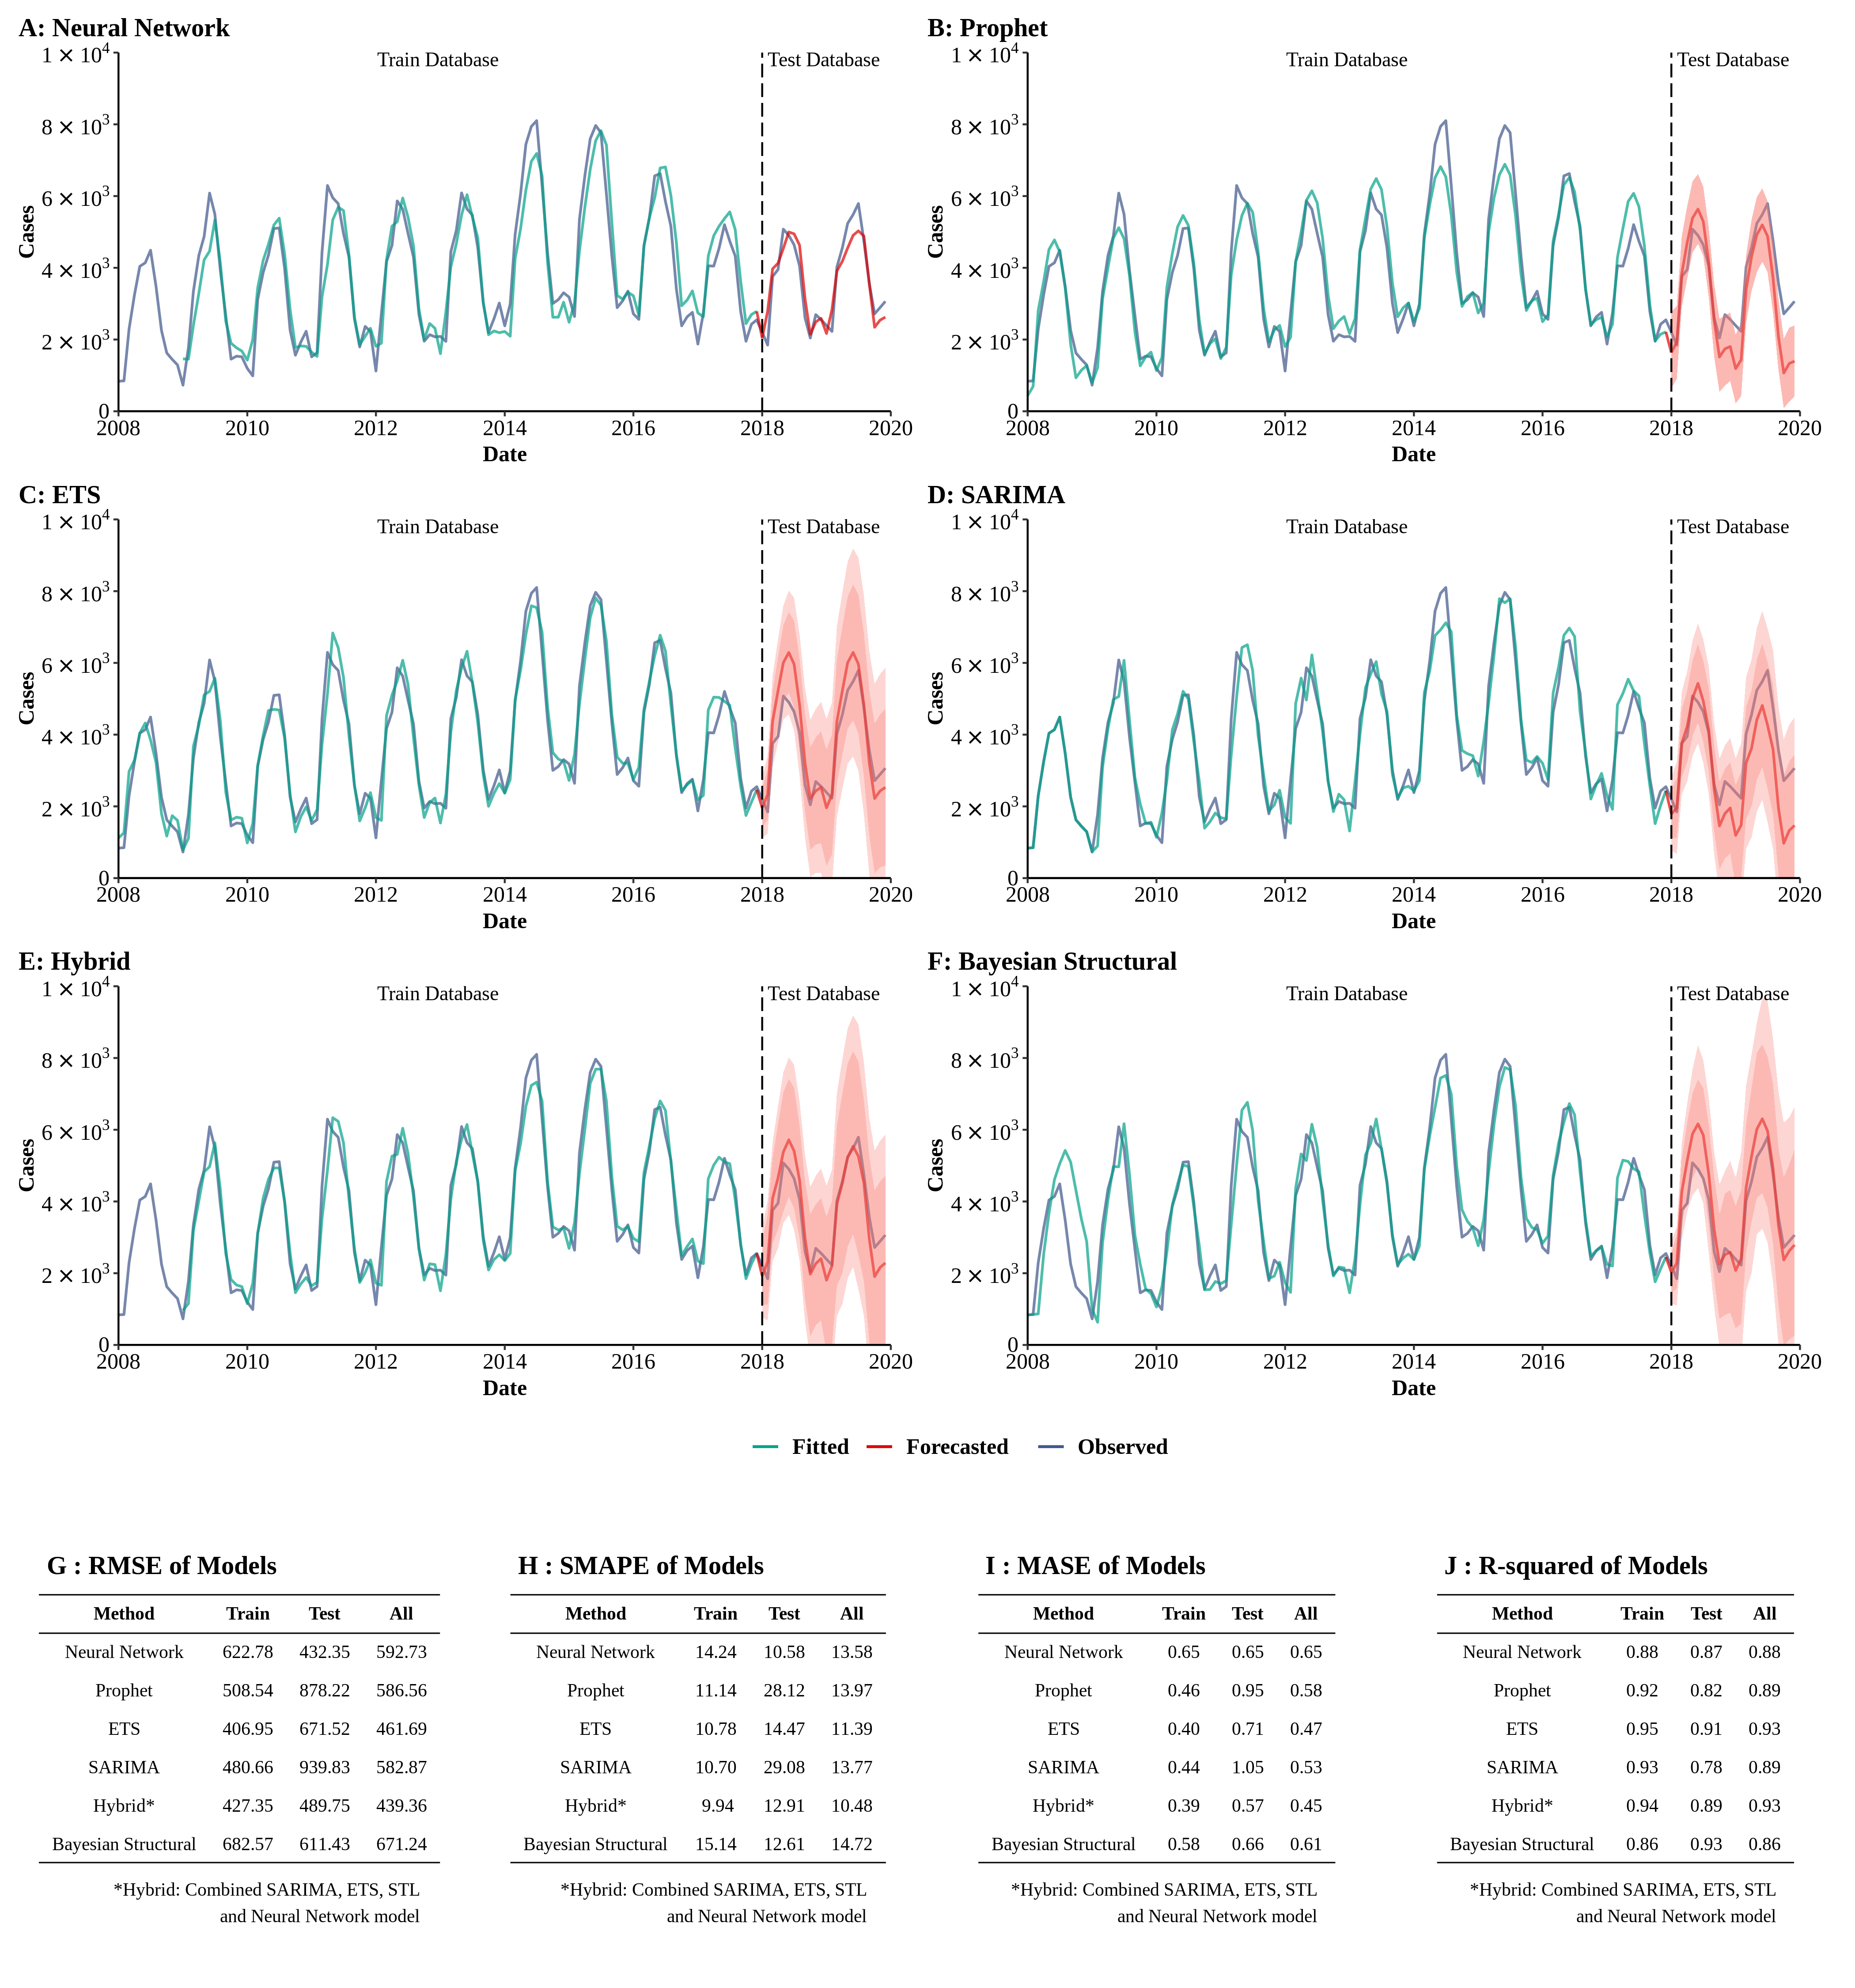 A: Neural Network
1 × 10^4
8 × 10^3
6 × 10^3
4 × 10^3
2 × 10^3
0
Cases
Train Database
Test Database
2008 2010 2012 2014 2016 2018 2020
Date
B: Prophet
1 × 10^4
8 × 10^3
6 × 10^3
4 × 10^3
2 × 10^3
0
Cases
Train Database
Test Database
2008 2010 2012 2014 2016 2018 2020
Date
C: ETS
1 × 10^4
8 × 10^3
6 × 10^3
4 × 10^3
2 × 10^3
0
Cases
Train Database
Test Database
2008 2010 2012 2014 2016 2018 2020
Date
D: SARIMA
1 × 10^4
8 × 10^3
6 × 10^3
4 × 10^3
2 × 10^3
0
Cases
Train Database
Test Database
2008 2010 2012 2014 2016 2018 2020
Date
E: Hybrid
1 × 10^4
8 × 10^3
6 × 10^3
4 × 10^3
2 × 10^3
0
Cases
Train Database
Test Database
2008 2010 2012 2014 2016 2018 2020
Date
F: Bayesian Structural
1 × 10^4
8 × 10^3
6 × 10^3
4 × 10^3
2 × 10^3
0
Cases
Train Database
Test Database
2008 2010 2012 2014 2016 2018 2020
Date
Fitted Forecasted Observed
G : RMSE of Models
Method Train Test All
Neural Network 622.78 432.35 592.73
Prophet 508.54 878.22 586.56
ETS 406.95 671.52 461.69
SARIMA 480.66 939.83 582.87
Hybrid* 427.35 489.75 439.36
Bayesian Structural 682.57 611.43 671.24
*Hybrid: Combined SARIMA, ETS, STL
and Neural Network model
H : SMAPE of Models
Method Train Test All
Neural Network 14.24 10.58 13.58
Prophet 11.14 28.12 13.97
ETS 10.78 14.47 11.39
SARIMA 10.70 29.08 13.77
Hybrid* 9.94 12.91 10.48
Bayesian Structural 15.14 12.61 14.72
*Hybrid: Combined SARIMA, ETS, STL
and Neural Network model
I : MASE of Models
Method Train Test All
Neural Network 0.65 0.65 0.65
Prophet 0.46 0.95 0.58
ETS 0.40 0.71 0.47
SARIMA 0.44 1.05 0.53
Hybrid* 0.39 0.57 0.45
Bayesian Structural 0.58 0.66 0.61
*Hybrid: Combined SARIMA, ETS, STL
and Neural Network model
J : R-squared of Models
Method Train Test All
Neural Network 0.88 0.87 0.88
Prophet 0.92 0.82 0.89
ETS 0.95 0.91 0.93
SARIMA 0.93 0.78 0.89
Hybrid* 0.94 0.89 0.93
Bayesian Structural 0.86 0.93 0.86
*Hybrid: Combined SARIMA, ETS, STL
and Neural Network model